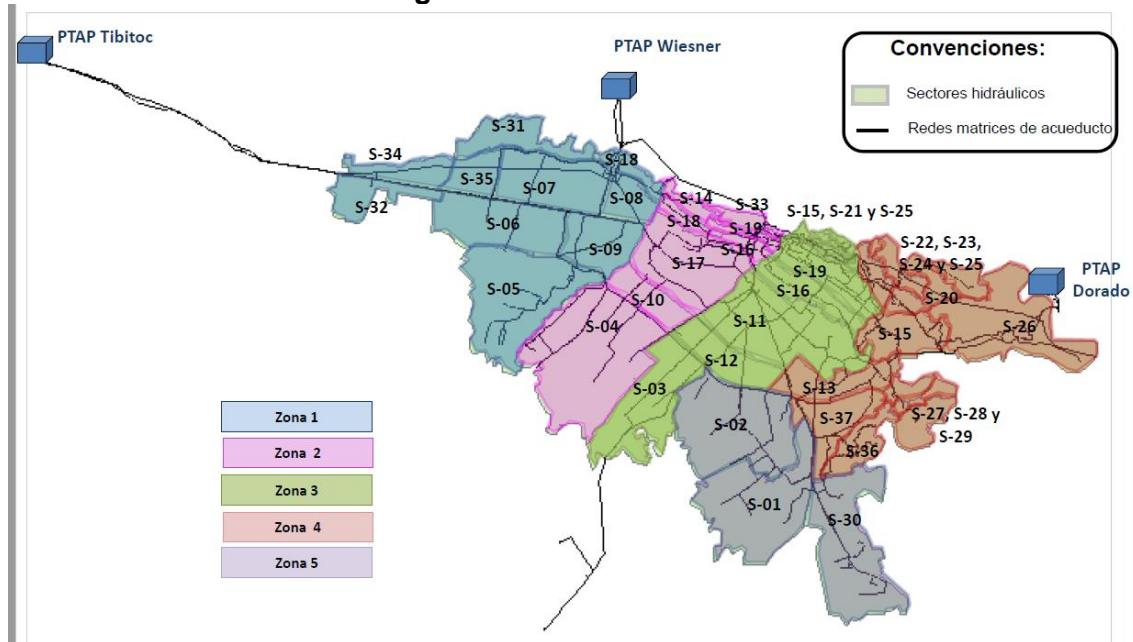 PTAP Tibitoc
PTAP Wiesner
Convenciones:
Sectores hidráulicos
Redes matrices de acueducto
S-31
S-34
S-18
S-35
S-07
S-32
S-08
S-14
S-33
S-06
S-18
S-19
S-15, S-21 y S-25
S-09
S-16
S-22, S-23,
S-17
S-24 y S-25
S-19
PTAP
Dorado
S-05
S-16
S-20
S-10
S-04
S-11
S-15
S-26
S-12
S-03
S-13
Zona 1
S-37
S-27, S-28 y
S-29
S-02
Zona 2
S-36
Zona 3
S-01
S-30
Zona 4
Zona 5